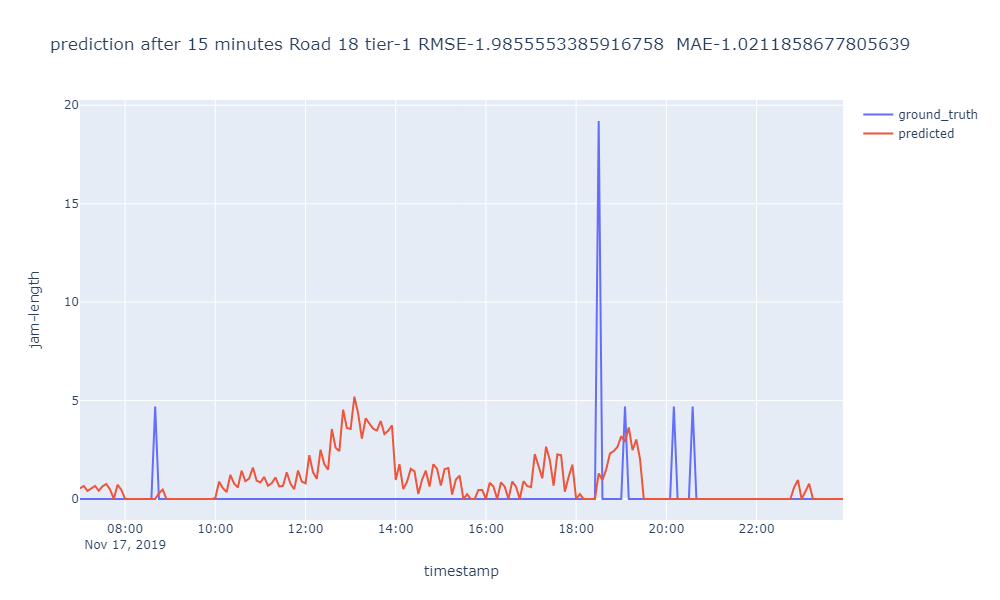 prediction after 15 minutes Road 18 tier-1 RMSE-1.9855553385916758  MAE-1.0211858677805639
ground_truth
predicted
20
15
10
5
0
jam-length
08:00 10:00 12:00 14:00 16:00 18:00 20:00 22:00
Nov 17, 2019
timestamp